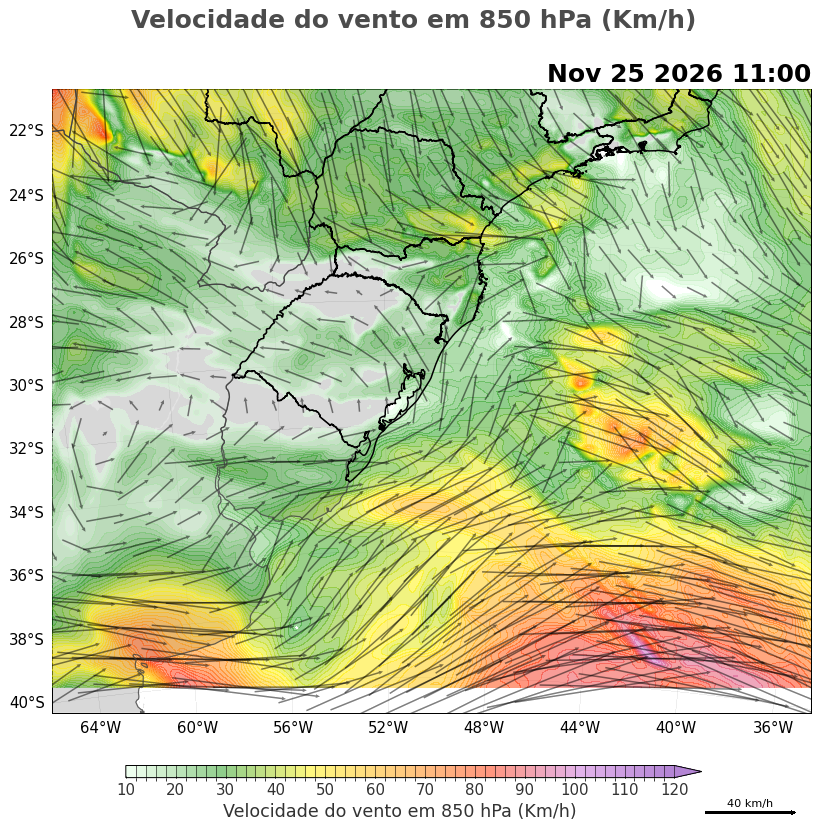 Velocidade do vento em 850 hPa (Km/h)
Nov 25 2026 11:00
22°S
24°S
26°S
28°S
30°S
32°S
34°S
36°S
38°S
40°S
64°W 60°W 56°W 52°W 48°W 44°W 40°W 36°W
10 20 30 40 50 60 70 80 90 100 110 120
Velocidade do vento em 850 hPa (Km/h)
40 km/h